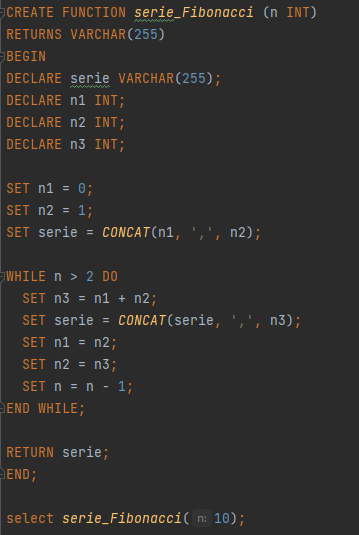 CREATE FUNCTION serie_Fibonacci (n INT)
RETURNS VARCHAR(255)
BEGIN
DECLARE serie VARCHAR(255);
DECLARE n1 INT;
DECLARE n2 INT;
DECLARE n3 INT;

SET n1 = 0;
SET n2 = 1;
SET serie = CONCAT(n1, ',', n2);

WHILE n > 2 DO
  SET n3 = n1 + n2;
  SET serie = CONCAT(serie, ',', n3);
  SET n1 = n2;
  SET n2 = n3;
  SET n = n - 1;
END WHILE;

RETURN serie;
END;

select serie_Fibonacci( n: 10);